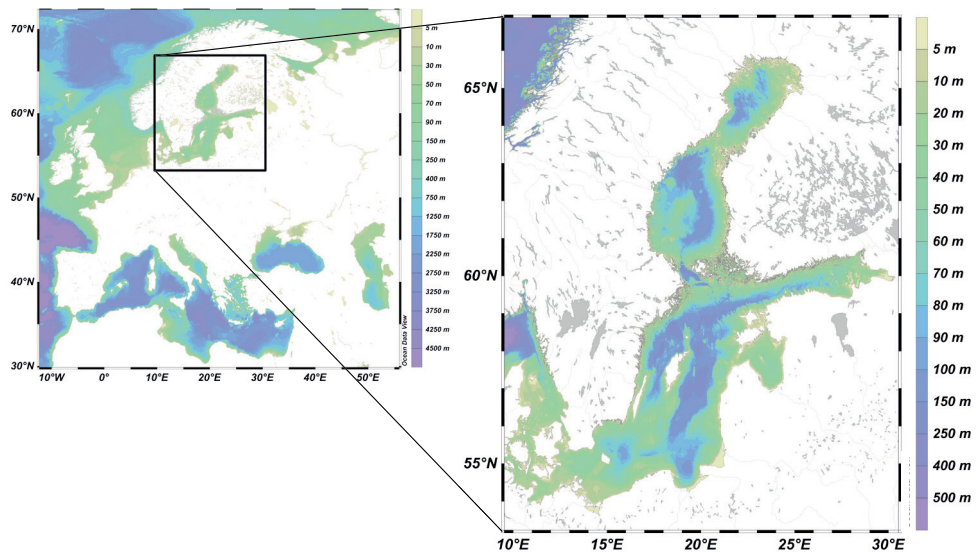 70°N
60°N
50°N
40°N
30°N
10°W
0°
10°E
20°E
30°E
40°E
50°E
5 m
10 m
30 m
50 m
70 m
90 m
150 m
250 m
400 m
750 m
1250 m
1750 m
2250 m
2750 m
3250 m
3750 m
4250 m
4500 m
Ocean Data View
65°N
60°N
55°N
10°E
15°E
20°E
25°E
30°E
5 m
10 m
20 m
30 m
40 m
50 m
60 m
70 m
80 m
90 m
100 m
150 m
250 m
400 m
500 m